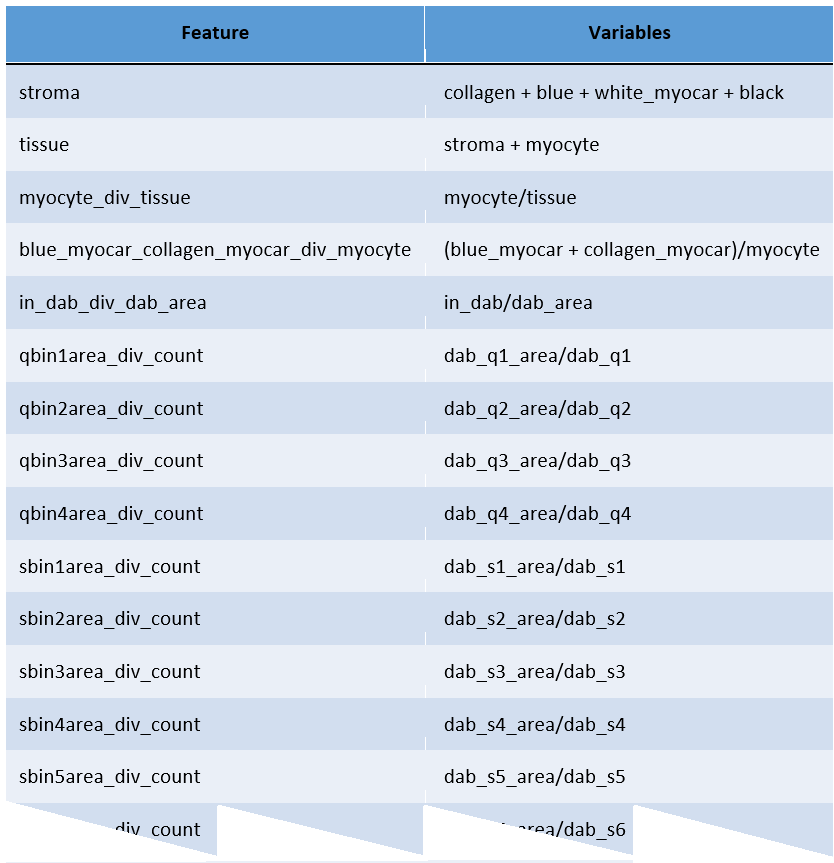 Feature Variables
stroma collagen + blue + white_myocar + black
tissue stroma + myocyte
myocyte_div_tissue myocyte/tissue
blue_myocar_collagen_myocar_div_myocyte (blue_myocar + collagen_myocar)/myocyte
in_dab_div_dab_area in_dab/dab_area
qbin1area_div_count dab_q1_area/dab_q1
qbin2area_div_count dab_q2_area/dab_q2
qbin3area_div_count dab_q3_area/dab_q3
qbin4area_div_count dab_q4_area/dab_q4
sbin1area_div_count dab_s1_area/dab_s1
sbin2area_div_count dab_s2_area/dab_s2
sbin3area_div_count dab_s3_area/dab_s3
sbin4area_div_count dab_s4_area/dab_s4
sbin5area_div_count dab_s5_area/dab_s5
div_count area/dab_s6